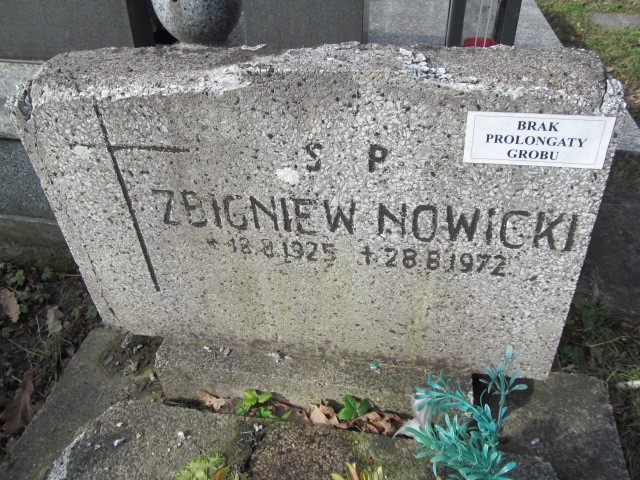 BRAK
PROLONGATY
GROBU
S P
ZBIGNIEW NOWICKI
* 18.8.1925 + 28.8.1972